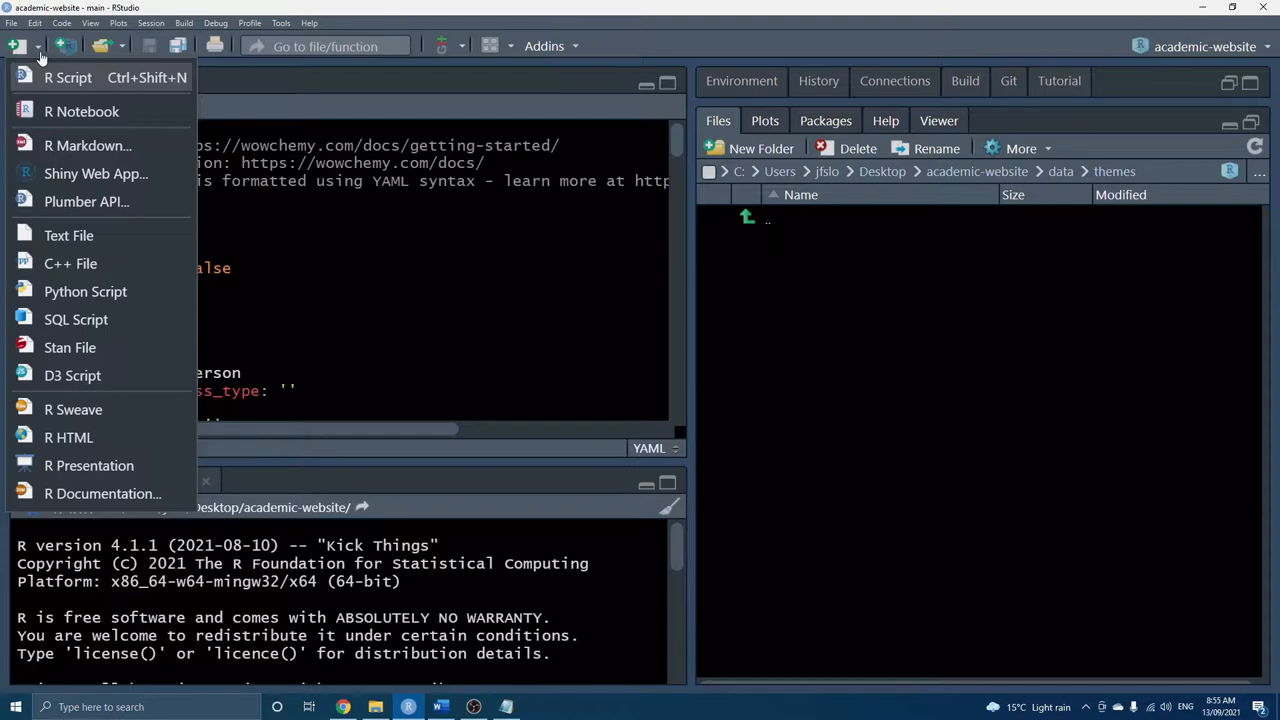 academic-website - main - RStudio
File Edit Code View Plots Session Build Debug Profile Tools Help
Go to file/function Addins academic-website
R Script Ctrl+Shift+N
R Notebook
R Markdown...
Shiny Web App...
Plumber API...
Text File
C++ File
Python Script
SQL Script
Stan File
D3 Script
R Sweave
R HTML
R Presentation
R Documentation...
s://wowchemy.com/docs/getting-started/
ion: https://wowchemy.com/docs/
is formatted using YAML syntax - learn more at http
alse
erson
ss_type: ''
''
YAML
Desktop/academic-website/
R version 4.1.1 (2021-08-10) -- "Kick Things"
Copyright (C) 2021 The R Foundation for Statistical Computing
Platform: x86_64-w64-mingw32/x64 (64-bit)
R is free software and comes with ABSOLUTELY NO WARRANTY.
You are welcome to redistribute it under certain conditions.
Type 'license()' or 'licence()' for distribution details.
Environment History Connections Build Git Tutorial
Files Plots Packages Help Viewer
New Folder Delete Rename More
C: Users jfslo Desktop academic-website data themes ...
Name Size Modified
..
Type here to search
15°C Light rain
8:55 AM
13/09/2021
2